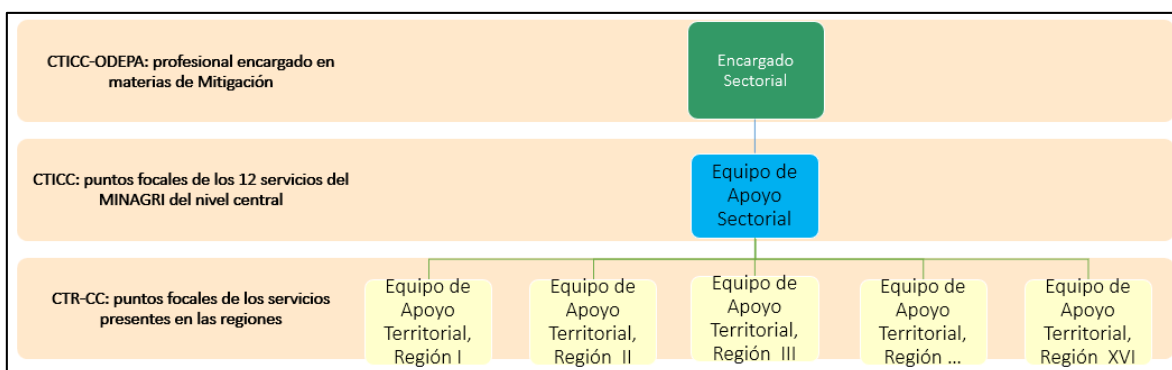 CTICC-ODEPA: profesional encargado en
materias de Mitigación
Encargado
Sectorial
CTICC: puntos focales de los 12 servicios del
MINAGRI del nivel central
Equipo de
Apoyo
Sectorial
CTR-CC: puntos focales de los servicios
presentes en las regiones
Equipo de
Apoyo
Territorial,
Región I
Equipo de
Apoyo
Territorial,
Región II
Equipo de
Apoyo
Territorial,
Región III
Equipo de
Apoyo
Territorial,
Región ...
Equipo de
Apoyo
Territorial,
Región XVI